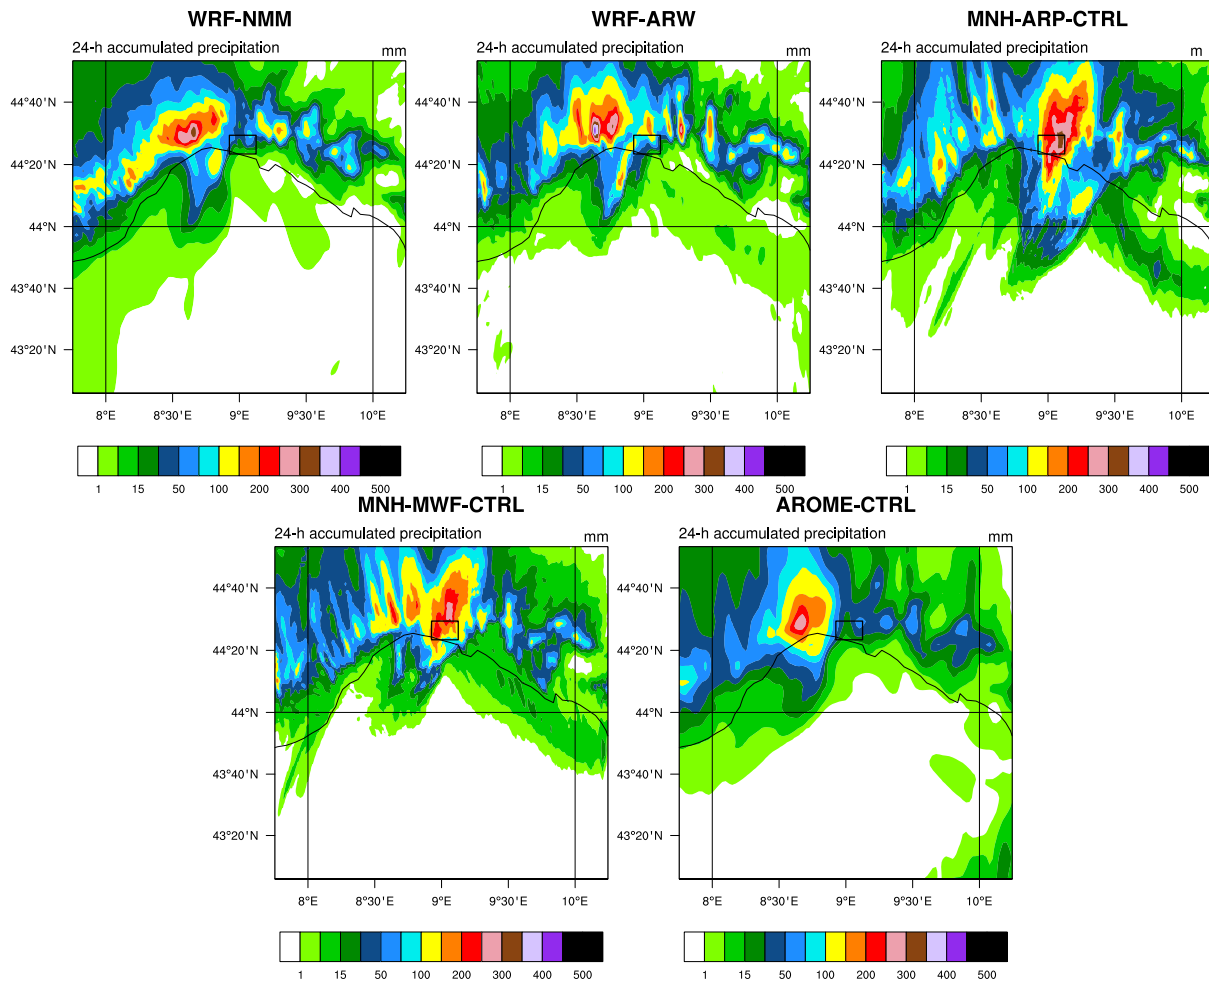 WRF-NMM
24-h accumulated precipitation mm
44°40'N
44°20'N
44°N
43°40'N
43°20'N
8°E 8°30'E 9°E 9°30'E 10°E
1 15 50 100 200 300 400 500
WRF-ARW
24-h accumulated precipitation mm
44°40'N
44°20'N
44°N
43°40'N
43°20'N
8°E 8°30'E 9°E 9°30'E 10°E
1 15 50 100 200 300 400 500
MNH-ARP-CTRL
24-h accumulated precipitation m
44°40'N
44°20'N
44°N
43°40'N
43°20'N
8°E 8°30'E 9°E 9°30'E 10°E
1 15 50 100 200 300 400 500
MNH-MWF-CTRL
24-h accumulated precipitation mm
44°40'N
44°20'N
44°N
43°40'N
43°20'N
8°E 8°30'E 9°E 9°30'E 10°E
1 15 50 100 200 300 400 500
AROME-CTRL
24-h accumulated precipitation mm
44°40'N
44°20'N
44°N
43°40'N
43°20'N
8°E 8°30'E 9°E 9°30'E 10°E
1 15 50 100 200 300 400 500